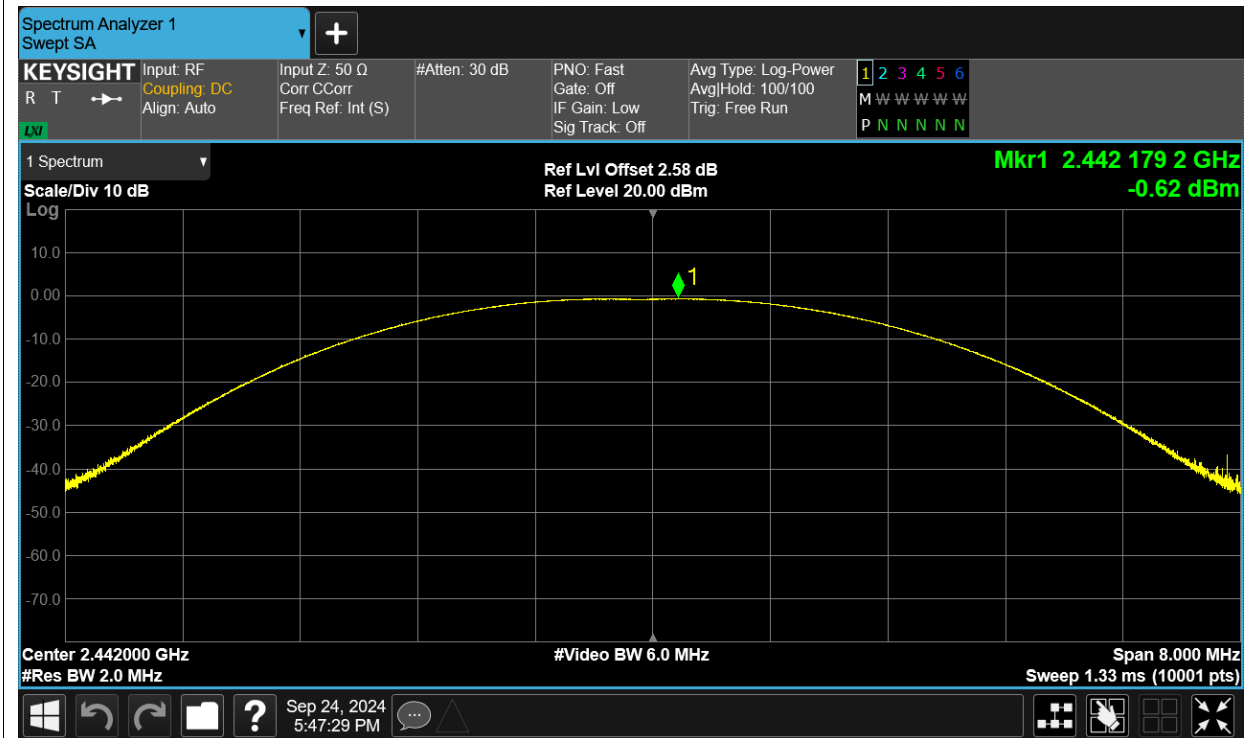 Spectrum Analyzer 1
Swept SA
KEYSIGHT
R T
LXI
Input: RF
Coupling: DC
Align: Auto
Input Z: 50 Ω
Corr CCorr
Freq Ref: Int (S)
#Atten: 30 dB
PNO: Fast
Gate: Off
IF Gain: Low
Sig Track: Off
Avg Type: Log-Power
Avg|Hold: 100/100
Trig: Free Run
1 2 3 4 5 6
M W W W W W
P N N N N N
1 Spectrum
Scale/Div 10 dB
Log
Ref Lvl Offset 2.58 dB
Ref Level 20.00 dBm
Mkr1 2.442 179 2 GHz
-0.62 dBm
10.0
0.00
-10.0
-20.0
-30.0
-40.0
-50.0
-60.0
-70.0
1
Center 2.442000 GHz
#Res BW 2.0 MHz
#Video BW 6.0 MHz
Span 8.000 MHz
Sweep 1.33 ms (10001 pts)
?
Sep 24, 2024
5:47:29 PM